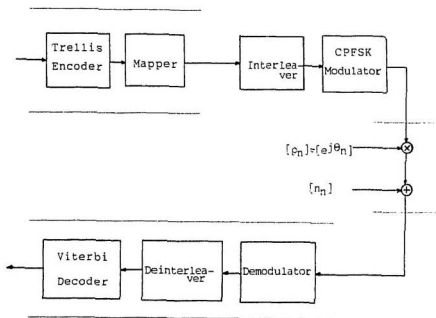 Trellis
Encoder
Mapper
Interlea-
ver
CPFSK
Modulator
[ρn]=[ejθn]
[nn]
Viterbi
Decoder
Deinterlea-
ver
Demodulator